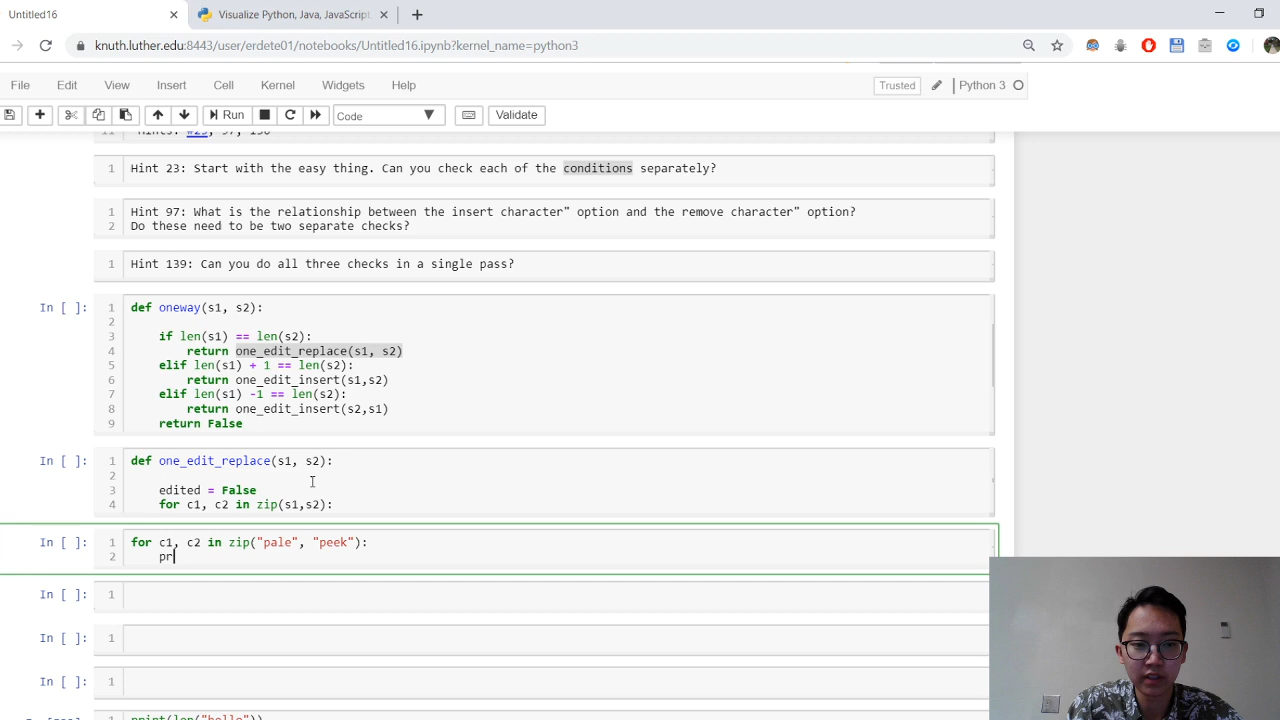 Untitled16
Visualize Python, Java, JavaScript,
knuth.luther.edu:8443/user/erdete01/notebooks/Untitled16.ipynb?kernel_name=python3
File Edit View Insert Cell Kernel Widgets Help Trusted Python 3
Run Code Validate
1 Hint 23: Start with the easy thing. Can you check each of the conditions separately?
1 Hint 97: What is the relationship between the insert character" option and the remove character" option?
2 Do these need to be two separate checks?
1 Hint 139: Can you do all three checks in a single pass?
In [ ]: 1 def oneway(s1, s2):
2
3 if len(s1) == len(s2):
4 return one_edit_replace(s1, s2)
5 elif len(s1) + 1 == len(s2):
6 return one_edit_insert(s1,s2)
7 elif len(s1) -1 == len(s2):
8 return one_edit_insert(s2,s1)
9 return False
In [ ]: 1 def one_edit_replace(s1, s2):
2
3 edited = False
4 for c1, c2 in zip(s1,s2):
In [ ]: 1 for c1, c2 in zip("pale", "peek"):
2 pr
In [ ]: 1
In [ ]: 1
In [ ]: 1
print(len("hello"))